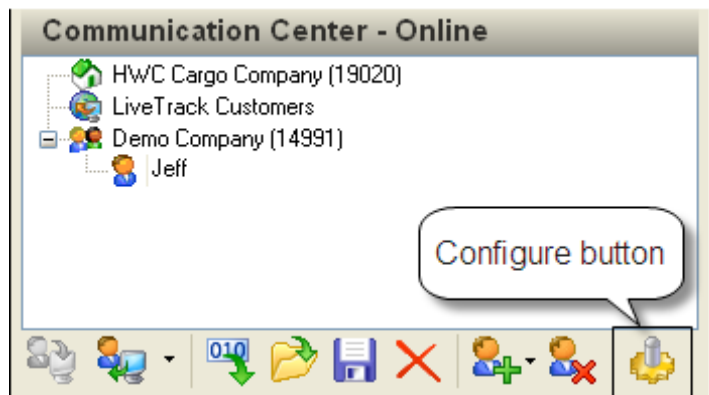 Communication Center - Online
HWC Cargo Company (19020)
LiveTrack Customers
Demo Company (14991)
Jeff
Configure button
010